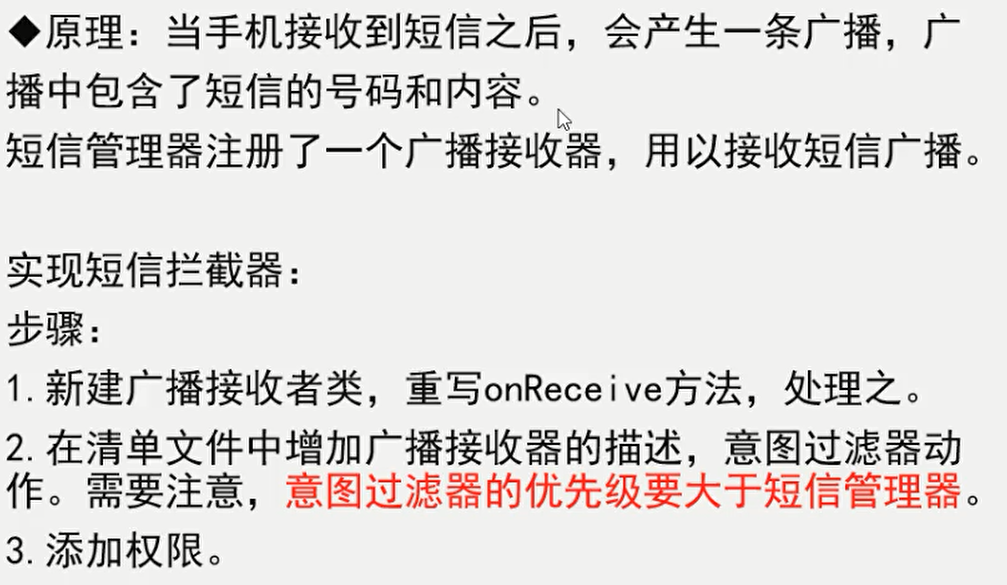 ◆原理：当手机接收到短信之后，会产生一条广播，广
播中包含了短信的号码和内容。
短信管理器注册了一个广播接收器，用以接收短信广播。
实现短信拦截器：
步骤：
1.新建广播接收者类，重写onReceive方法，处理之。
2.在清单文件中增加广播接收器的描述，意图过滤器动
作。需要注意，意图过滤器的优先级要大于短信管理器。
3.添加权限。